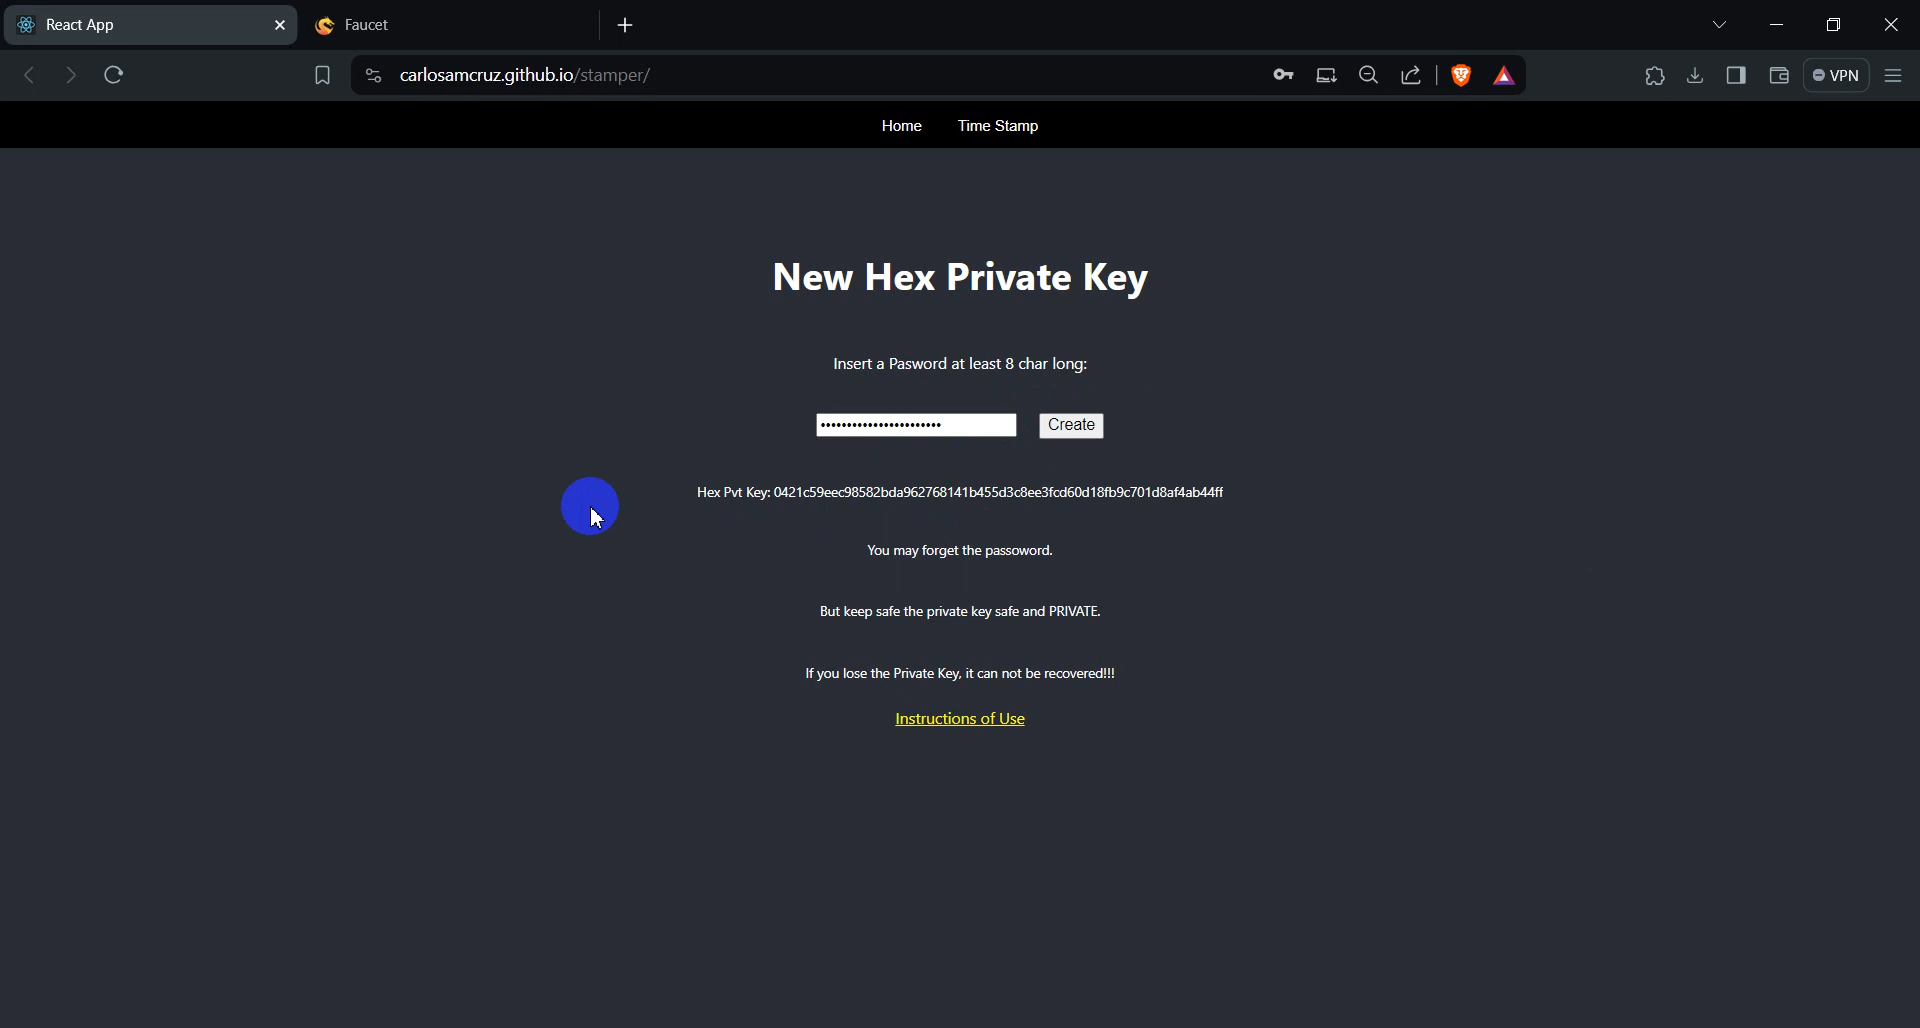 React App
Faucet
carlosamcruz.github.io/stamper/
VPN
Home
Time Stamp
New Hex Private Key
Insert a Pasword at least 8 char long:
•••••••••••••••••••••••
Create
Hex Pvt Key: 0421c59eec98582bda962768141b455d3c8ee3fcd60d18fb9c701d8af4ab44ff
You may forget the passoword.
But keep safe the private key safe and PRIVATE.
If you lose the Private Key, it can not be recovered!!!
Instructions of Use